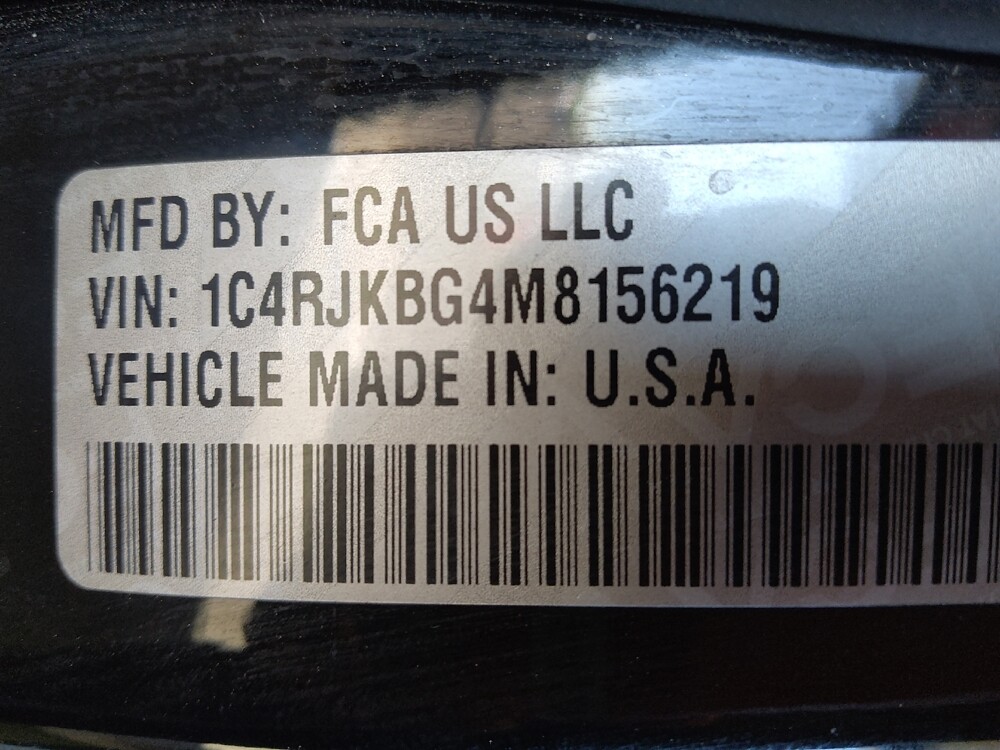 MFD BY: FCA US LLC
VIN: 1C4RJKBG4M8156219
VEHICLE MADE IN: U.S.A.